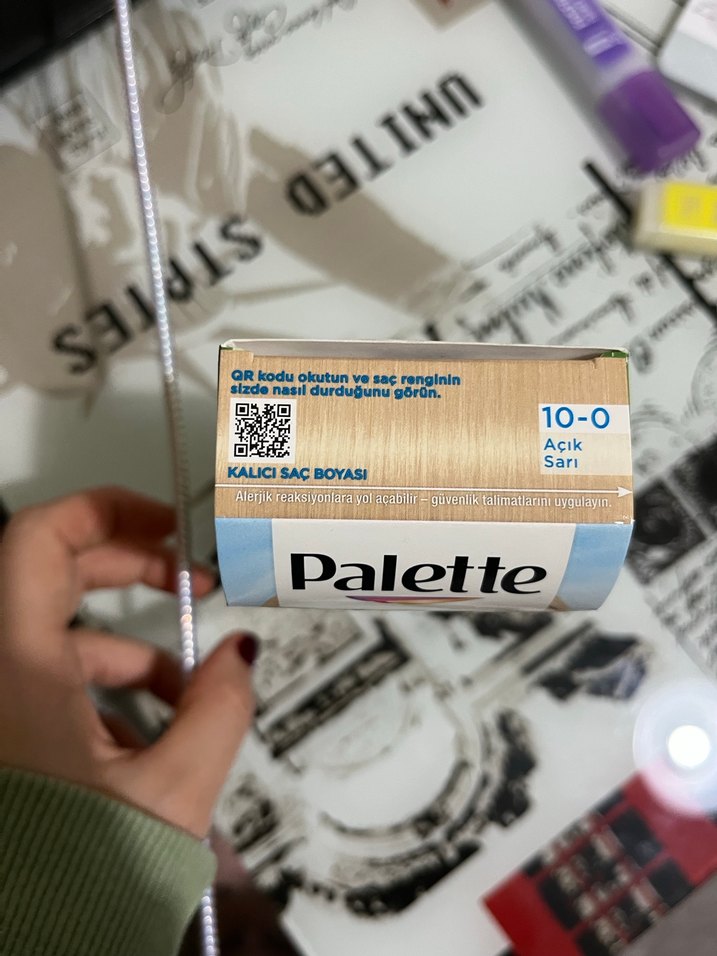 UNITED
STATES
QR kodu okutun ve saç renginin
sizde nasıl durduğunu görün.
10-0
Açık
Sarı
KALICI SAÇ BOYASI
Alerjik reaksiyonlara yol açabilir – güvenlik talimatlarını uygulayın.
Palette